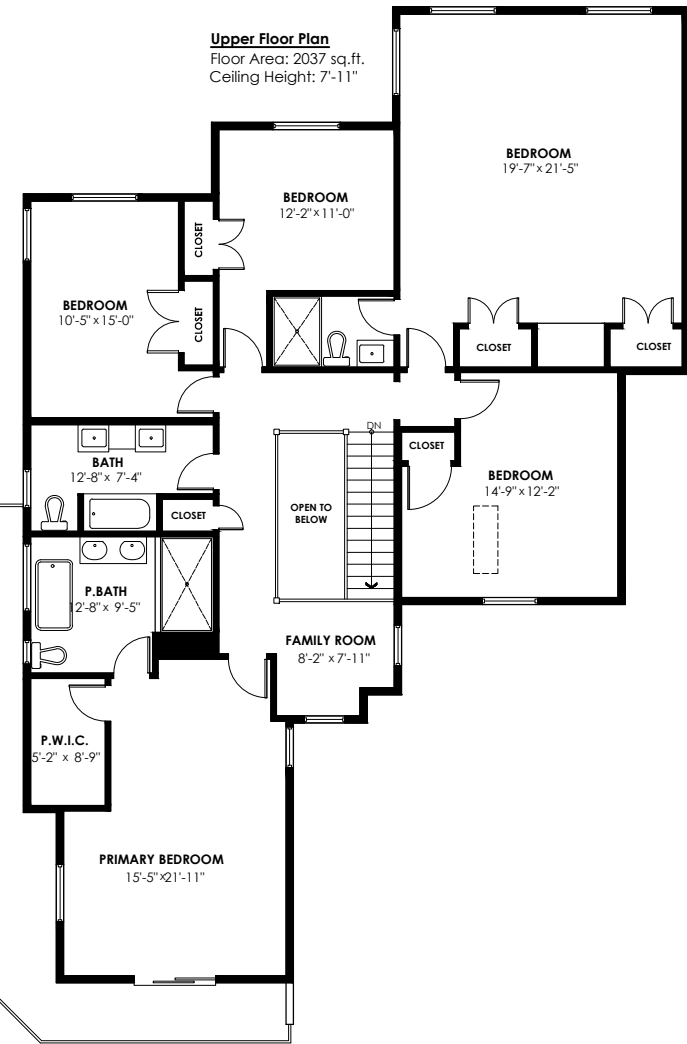 Upper Floor Plan
Floor Area: 2037 sq.ft.
Ceiling Height: 7'-11"
BEDROOM
19'-7" x 21'-5"
BEDROOM
12'-2" x 11'-0"
CLOSET
BEDROOM
10'-5" x 15'-0"
CLOSET
CLOSET
CLOSET
DN
CLOSET
BEDROOM
14'-9" x 12'-2"
BATH
12'-8" x 7'-4"
CLOSET
OPEN TO
BELOW
P.BATH
12'-8" x 9'-5"
FAMILY ROOM
8'-2" x 7'-11"
P.W.I.C.
5'-2" x 8'-9"
PRIMARY BEDROOM
15'-5" x 21'-11"